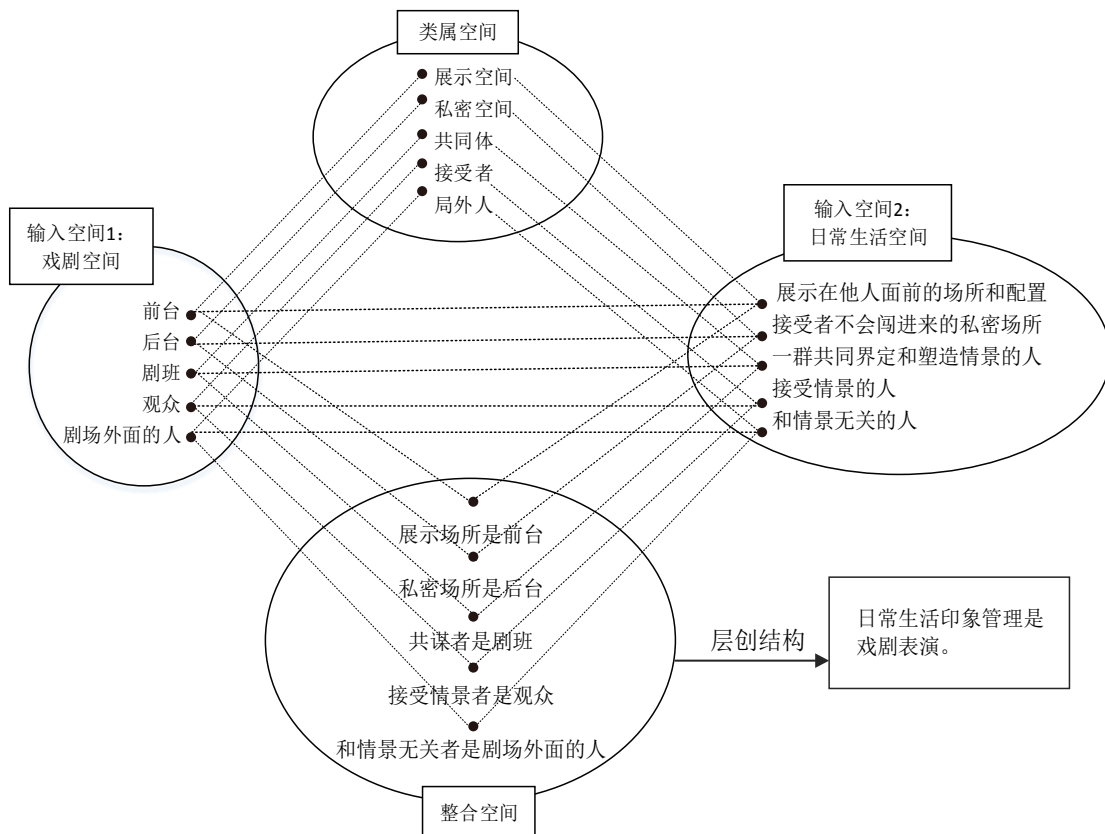 类属空间
展示空间
私密空间
共同体
接受者
局外人
输入空间1：
戏剧空间
前台
后台
剧班
观众
剧场外面的人
输入空间2：
日常生活空间
展示在他人面前的场所和配置
接受者不会闯进来的私密场所
一群共同界定和塑造情景的人
接受情景的人
和情景无关的人
展示场所是前台
私密场所是后台
共谋者是剧班
接受情景者是观众
和情景无关者是剧场外面的人
整合空间
层创结构
日常生活印象管理是
戏剧表演。